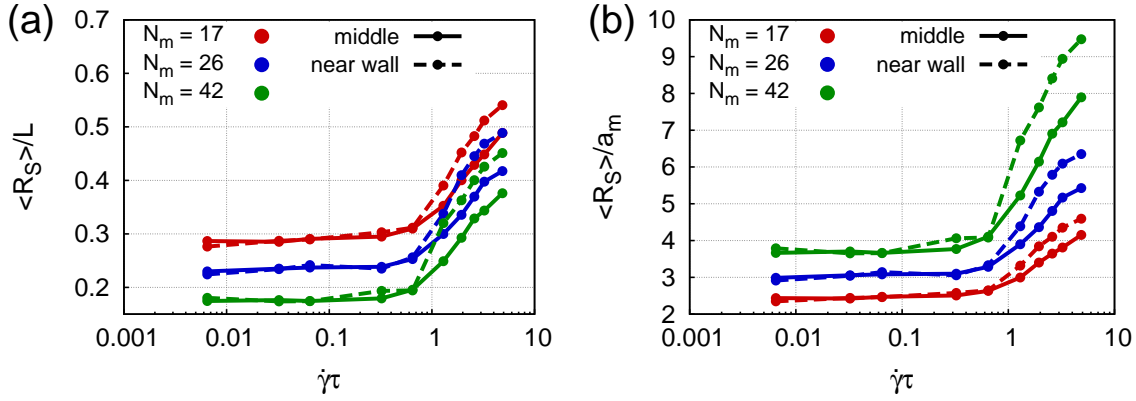 (a)
<R_S>/L
0.7
0.6
0.5
0.4
0.3
0.2
N_m = 17
N_m = 26
N_m = 42
middle
near wall
0.001
0.01
0.1
1
10
γ̇τ
(b)
<R_S>/a_m
10
9
8
7
6
5
4
3
2
N_m = 17
N_m = 26
N_m = 42
middle
near wall
0.001
0.01
0.1
1
10
γ̇τ